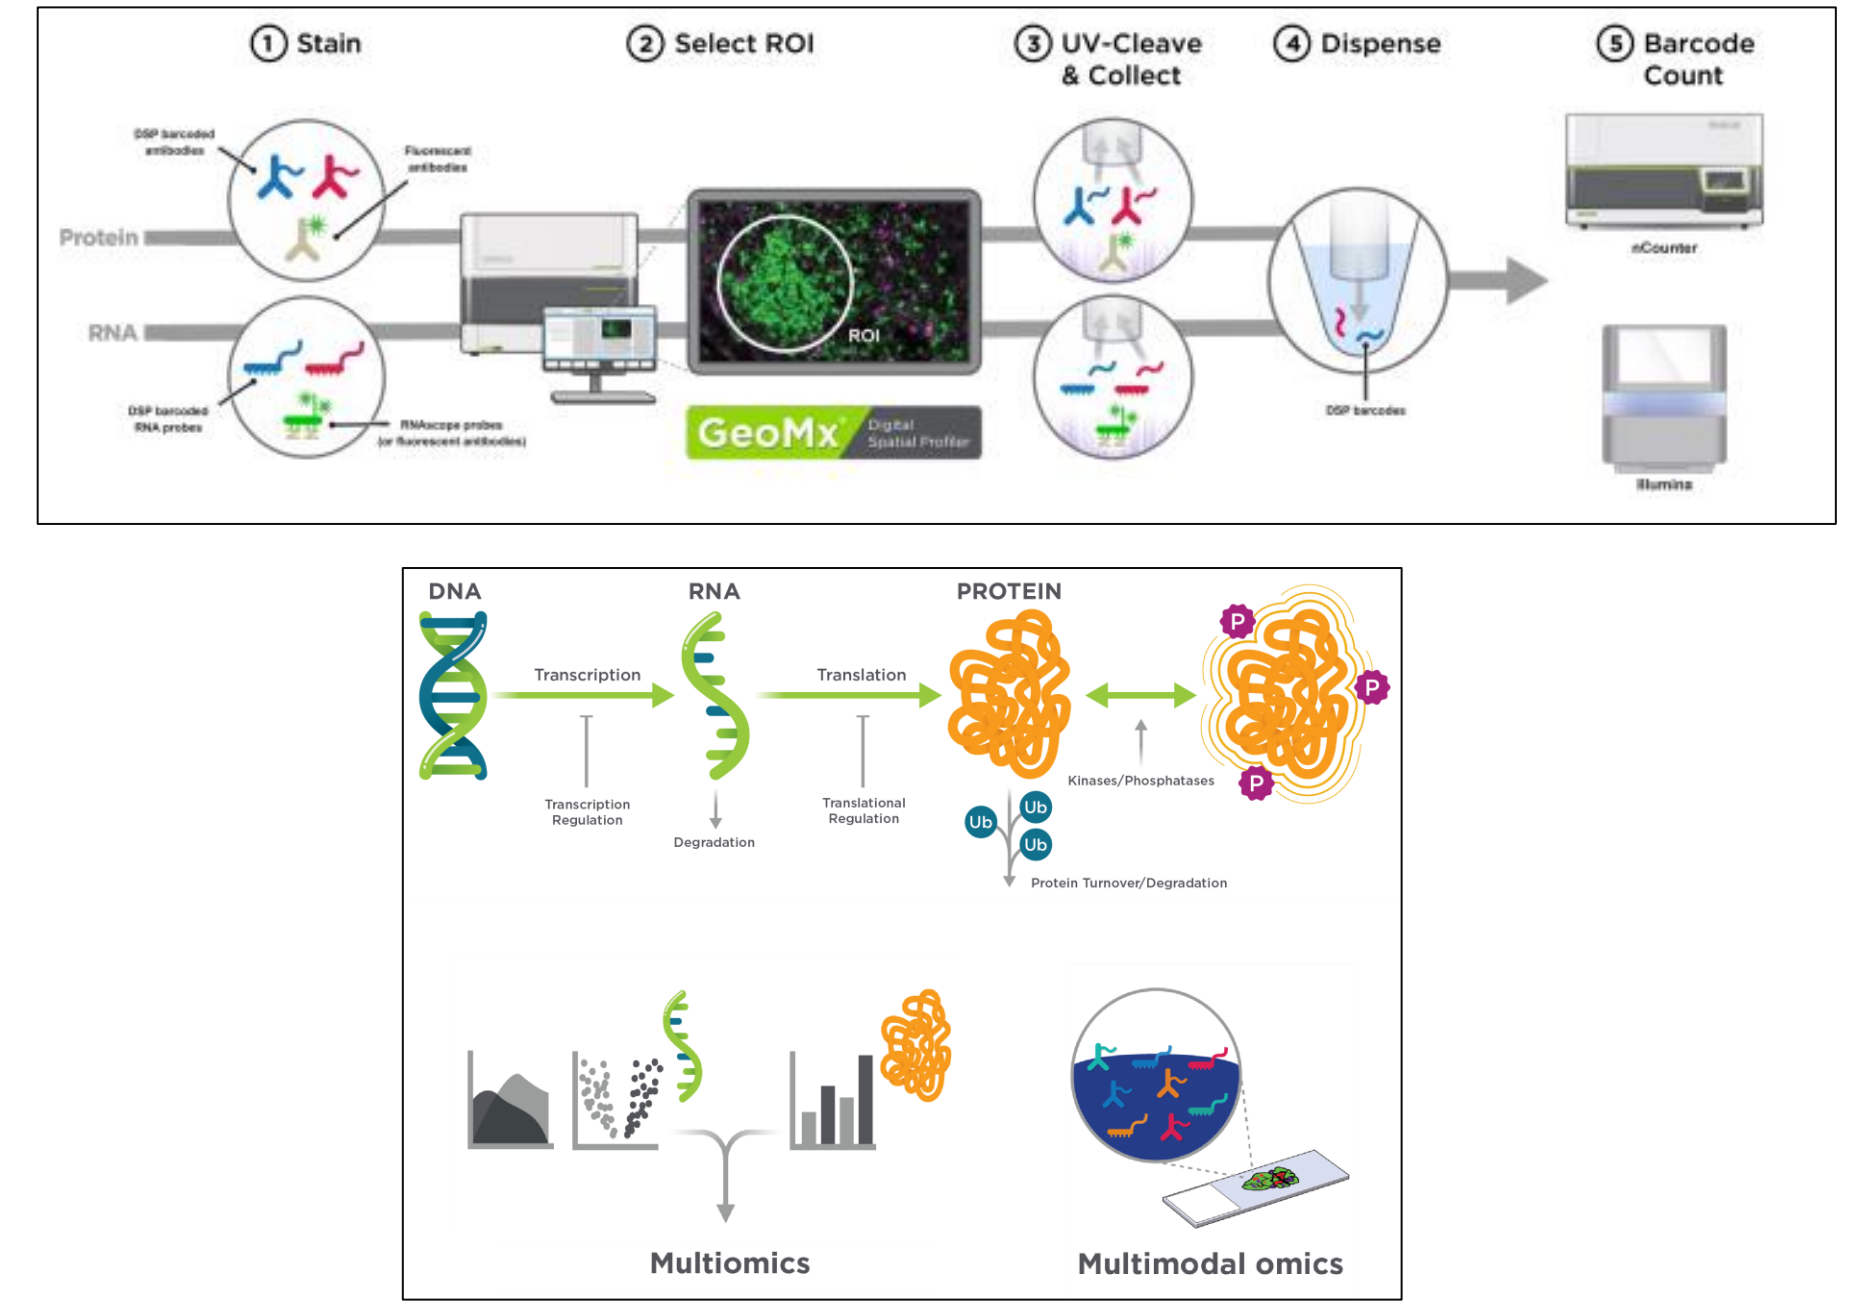 1 Stain
2 Select ROI
3 UV-Cleave
& Collect
4 Dispense
5 Barcode
Count
DSP barcoded
antibodies
Fluorescent
antibodies
Protein
RNA
DSP barcoded
RNA probes
RNAscope probes
(or fluorescent antibodies)
ROI
GeoMx
Digital
Spatial Profiler
DSP barcodes
nCounter
Illumina
DNA
RNA
PROTEIN
Transcription
Translation
P
P
P
Transcription
Regulation
Degradation
Translational
Regulation
Kinases/Phosphatases
Ub
Ub
Ub
Protein Turnover/Degradation
Multiomics
Multimodal omics